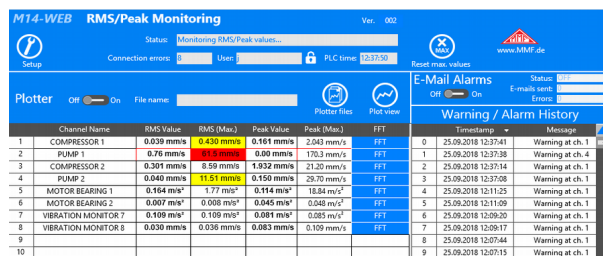 M14-WEB RMS/Peak Monitoring Ver. 002
Status: Monitoring RMS/Peak values...
Connection errors: 8 User: j PLC time: 12:37:50
Setup
MAX
Reset max. values
MMF
www.MMF.de
Plotter Off On File name:
Plotter files Plot view
E-Mail Alarms Status: OFF
Off On E-mails sent: 0
Errors: 0
Warning / Alarm History
Channel Name RMS Value RMS (Max.) Peak Value Peak (Max.) FFT Timestamp Message
1 COMPRESSOR 1 0.039 mm/s 0.430 mm/s 0.161 mm/s 2.043 mm/s FFT 0 25.09.2018 12:37:41 Warning at ch. 1
2 PUMP 1 0.76 mm/s 61.5 mm/s 0.00 mm/s 170.3 mm/s FFT 1 25.09.2018 12:37:38 Warning at ch. 4
3 COMPRESSOR 2 0.301 mm/s 8.59 mm/s 1.932 mm/s 21.20 mm/s FFT 2 25.09.2018 12:37:14 Warning at ch. 1
4 PUMP 2 0.040 mm/s 11.51 mm/s 0.150 mm/s 29.70 mm/s FFT 3 25.09.2018 12:37:08 Warning at ch. 1
5 MOTOR BEARING 1 0.164 m/s² 1.77 m/s² 0.114 m/s² 18.84 m/s² FFT 4 25.09.2018 12:11:25 Warning at ch. 1
6 MOTOR BEARING 2 0.007 m/s² 0.008 m/s² 0.045 m/s² 0.048 m/s² FFT 5 25.09.2018 12:11:09 Warning at ch. 1
7 VIBRATION MONITOR 7 0.109 m/s² 0.109 m/s² 0.081 m/s² 0.085 m/s² FFT 6 25.09.2018 12:09:20 Warning at ch. 1
8 VIBRATION MONITOR 8 0.030 mm/s 0.036 mm/s 0.083 mm/s 0.109 mm/s FFT 7 25.09.2018 12:09:17 Warning at ch. 1
9 8 25.09.2018 12:07:44 Warning at ch. 1
10 9 25.09.2018 12:07:15 Warning at ch. 1